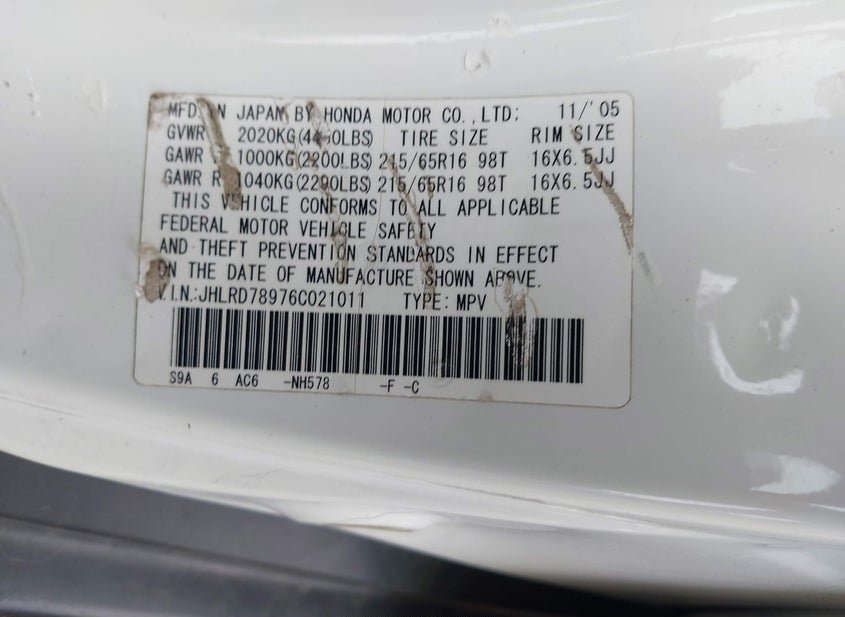 MFD. IN JAPAN BY HONDA MOTOR CO.,LTD: 11/'05
GVWR 2020KG( LBS) TIRE SIZE RIM SIZE
GAWR 1000KG(2200LBS) 215/65R16 98T 16X6.5JJ
GAWR R 1040KG(2290LBS) 215/65R16 98T 16X6.5JJ
THIS VEHICLE CONFORMS TO ALL APPLICABLE
FEDERAL MOTOR VEHICLE SAFETY
AND THEFT PREVENTION STANDARDS IN EFFECT
ON THE DATE OF MANUFACTURE SHOWN ABOVE.
V.I.N.:JHLRD78976C021011 TYPE: MPV
S9A 6 AC6 -NH578 -F -C